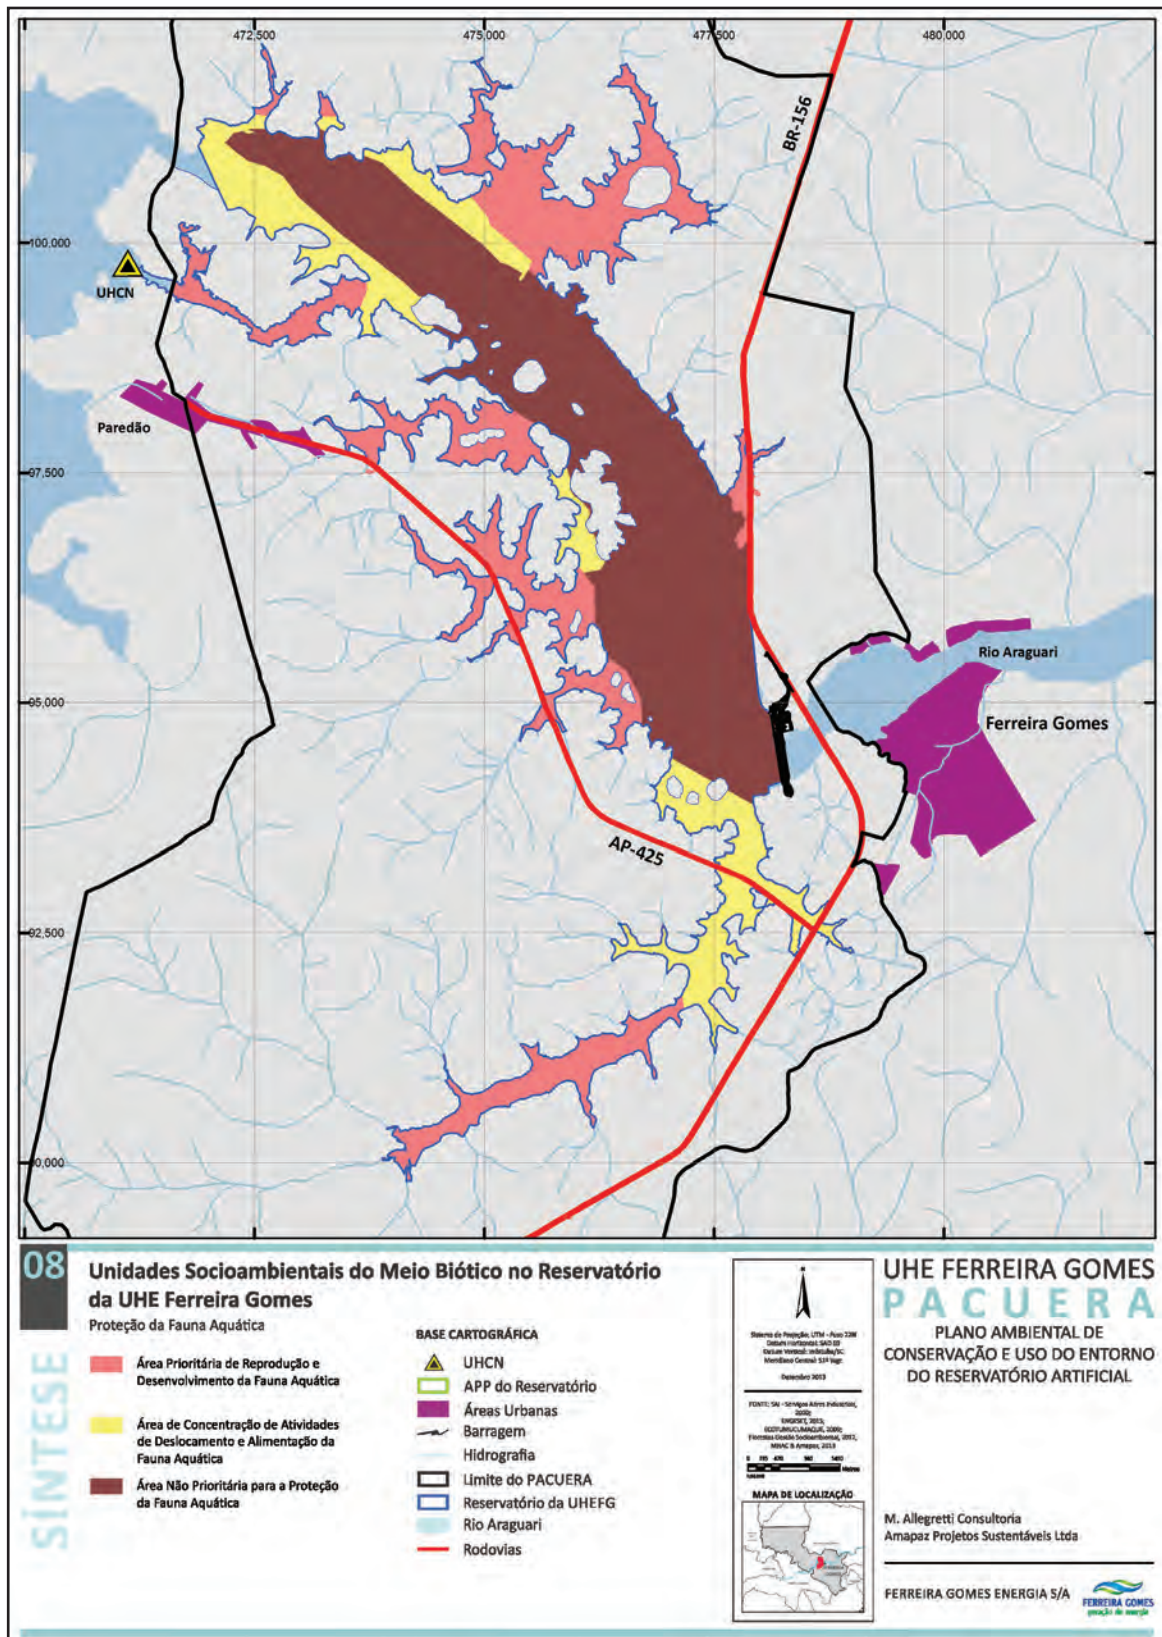 472,500
475,000
477,500
480,000
BR-156
100,000
UHCN
Paredão
97,500
Rio Araguari
95,000
Ferreira Gomes
AP-425
92,500
90,000
08
SÍNTESE
Unidades Socioambientais do Meio Biótico no Reservatório
da UHE Ferreira Gomes
Proteção da Fauna Aquática
Área Prioritária de Reprodução e
Desenvolvimento da Fauna Aquática
Área de Concentração de Atividades
de Deslocamento e Alimentação da
Fauna Aquática
Área Não Prioritária para a Proteção
da Fauna Aquática
BASE CARTOGRÁFICA
UHCN
APP do Reservatório
Áreas Urbanas
Barragem
Hidrografia
Limite do PACUERA
Reservatório da UHEFG
Rio Araguari
Rodovias
Dezembro 2013
MAPA DE LOCALIZAÇÃO
UHE FERREIRA GOMES
PACUERA
PLANO AMBIENTAL DE
CONSERVAÇÃO E USO DO ENTORNO
DO RESERVATÓRIO ARTIFICIAL
M. Allegretti Consultoria
Amapaz Projetos Sustentáveis Ltda
FERREIRA GOMES ENERGIA S/A
FERREIRA GOMES
geração de energia